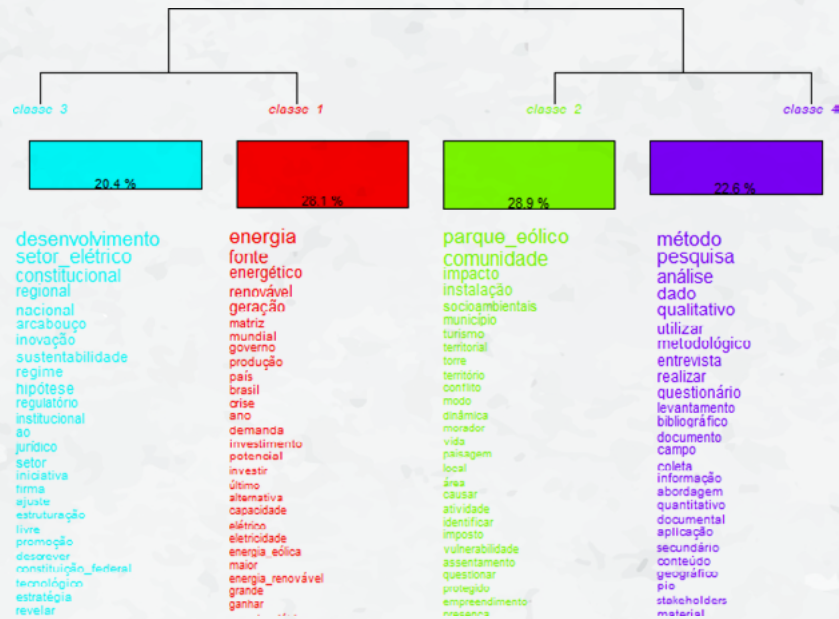 classe 3
classe 1
classe 2
classe 4
20.4 %
28.1 %
28.9 %
22.6 %
desenvolvimento
setor_elétrico
constitucional
regional
nacional
arcabouço
inovação
sustentabilidade
regime
hipótese
regulatório
institucional
ao
jurídico
setor
iniciativa
firma
ajuste
estruturação
livre
promoção
descrever
constituição_federal
tecnológico
estratégia
revelar
energia
fonte
energético
renovável
geração
matriz
mundial
governo
produção
país
brasil
crise
ano
demanda
investimento
potencial
investir
último
alternativa
capacidade
elétrico
eletricidade
energia_eólica
maior
energia_renovável
grande
ganhar
parque_eólico
comunidade
impacto
instalação
socioambientais
município
turismo
territorial
torre
território
conflito
modo
dinâmica
morador
vida
paisagem
local
área
causar
atividade
identificar
imposto
vulnerabilidade
assentamento
questionar
protegido
empreendimento
presença
método
pesquisa
análise
dado
qualitativo
utilizar
metodológico
entrevista
realizar
questionário
levantamento
bibliográfico
documento
campo
coleta
informação
abordagem
quantitativo
documental
aplicação
secundário
conteúdo
geográfico
pio
stakeholders
material